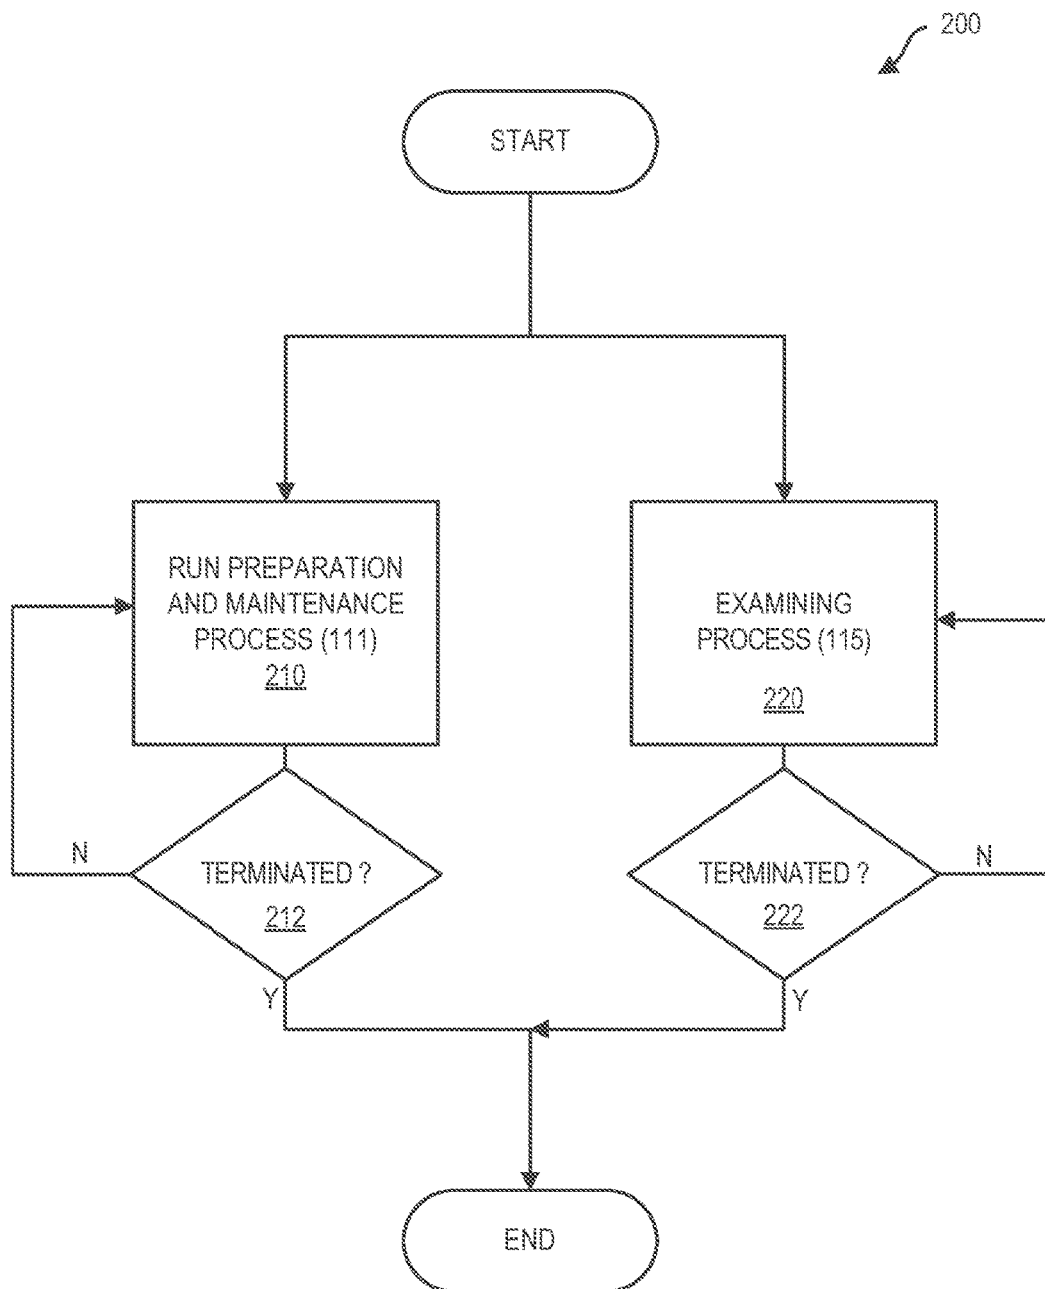 200
START
RUN PREPARATION
AND MAINTENANCE
PROCESS (111)
210
EXAMINING
PROCESS (115)
220
N
TERMINATED ?
212
Y
TERMINATED ?
222
N
Y
END